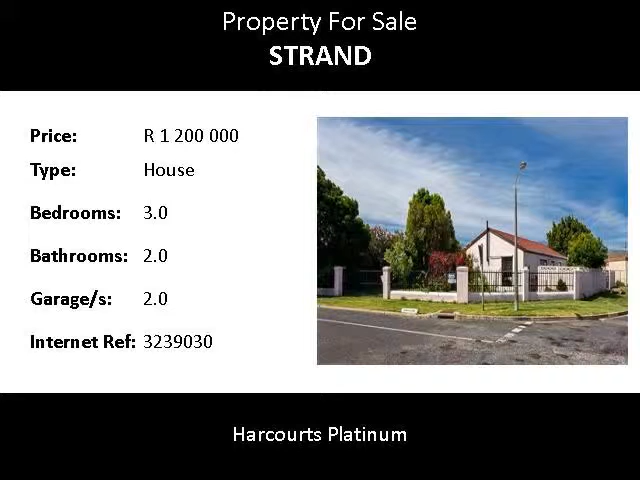 Property For Sale
STRAND
Price: R 1 200 000
Type: House
Bedrooms: 3.0
Bathrooms: 2.0
Garage/s: 2.0
Internet Ref: 3239030
Harcourts Platinum